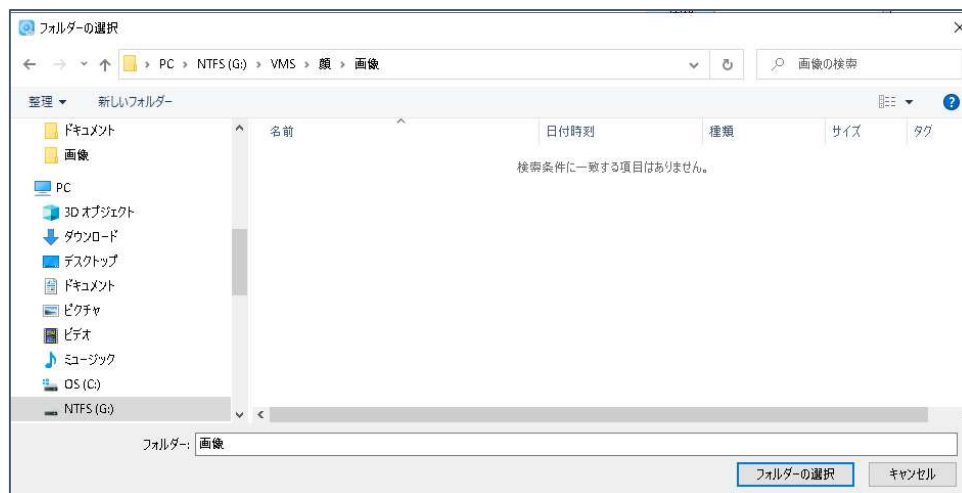 フォルダーの選択
PC › NTFS (G:) › VMS › 顔 › 画像
画像の検索
整理 新しいフォルダー
ドキュメント
画像
PC
3D オブジェクト
ダウンロード
デスクトップ
ドキュメント
ピクチャ
ビデオ
ミュージック
OS (C:)
NTFS (G:)
名前 日付時刻 種類 サイズ タグ
検索条件に一致する項目はありません。
フォルダー: 画像
フォルダーの選択 キャンセル